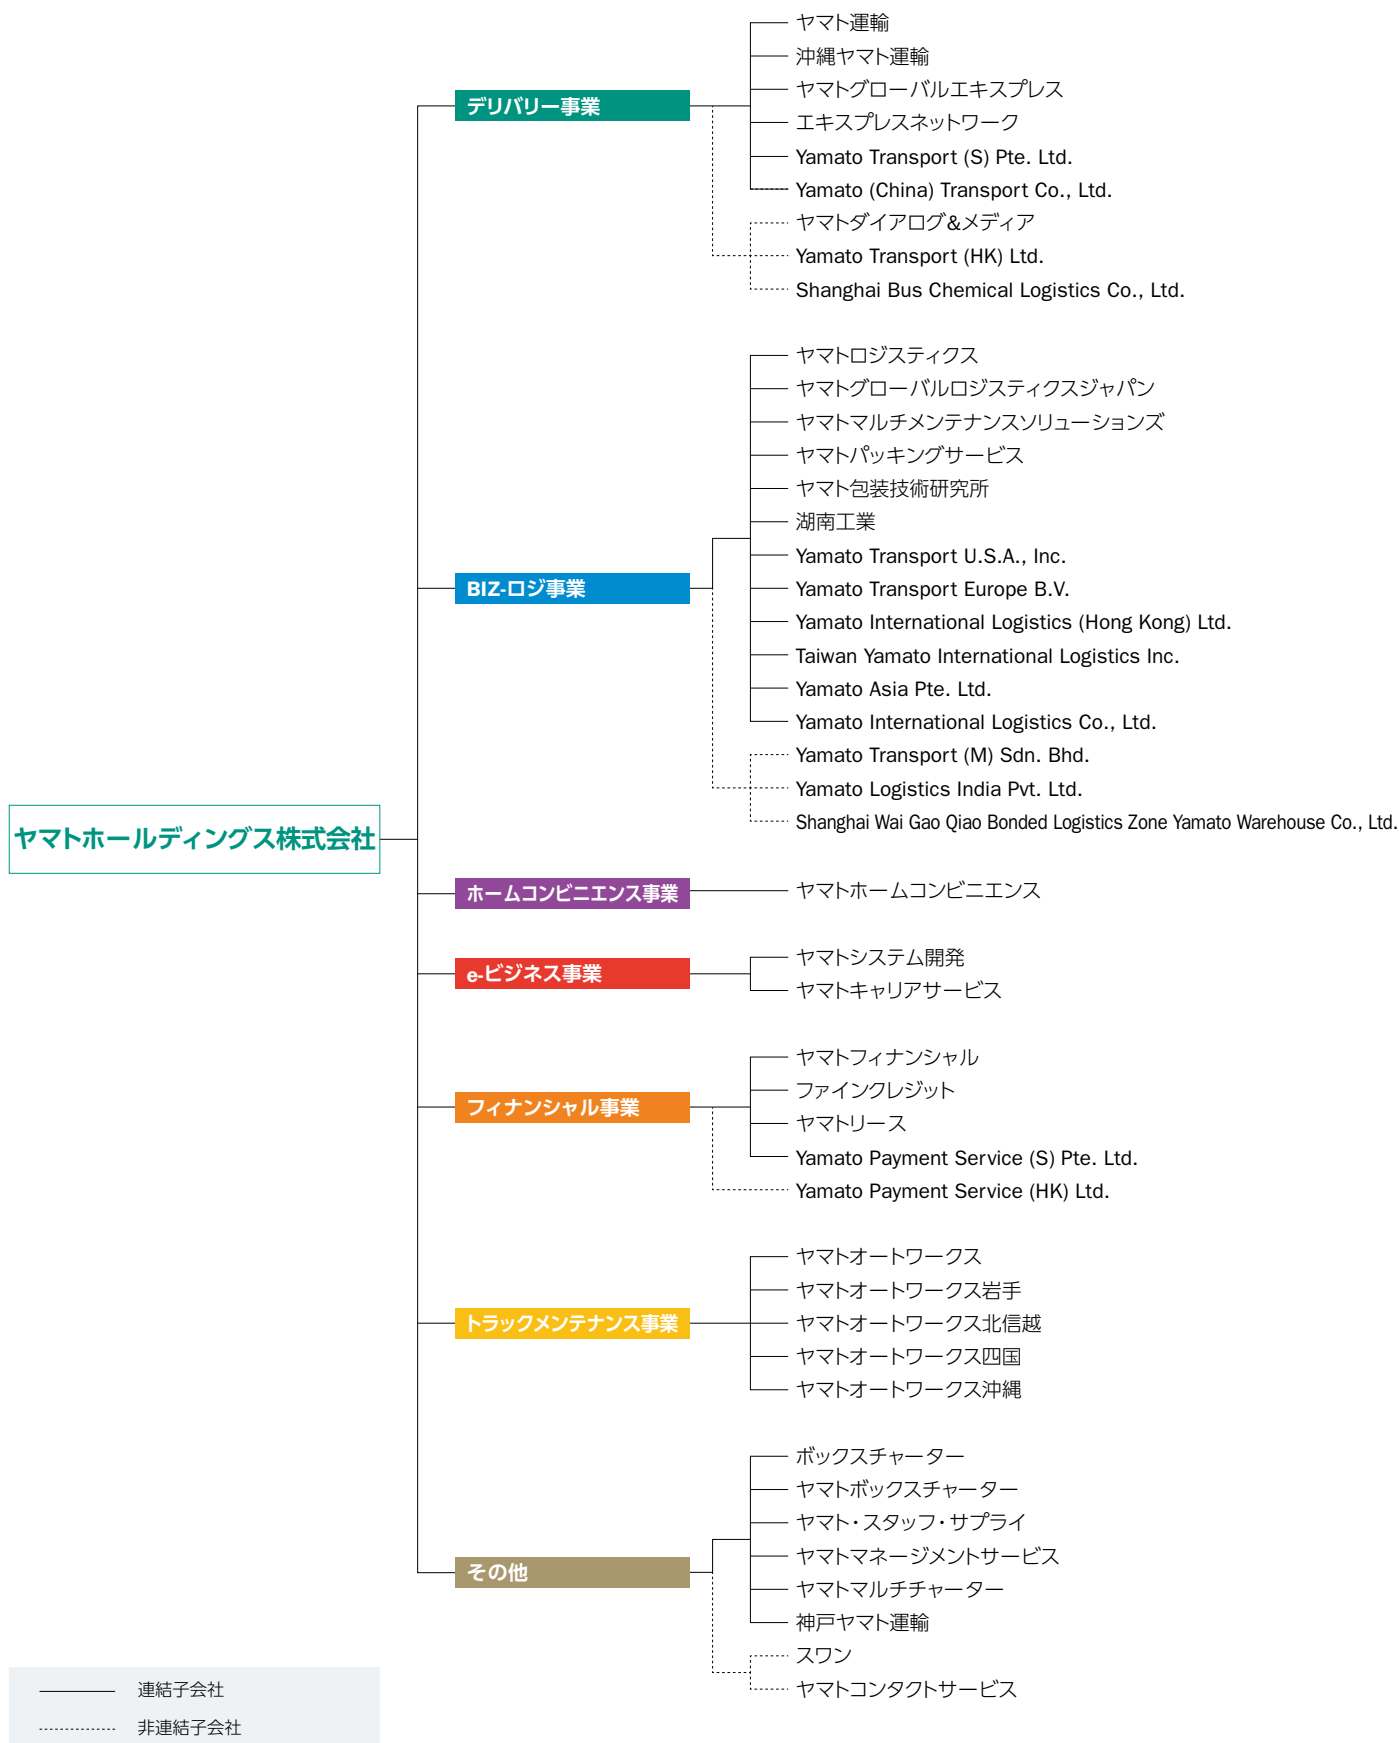 ヤマトホールディングス株式会社
デリバリー事業
ヤマト運輸
沖縄ヤマト運輸
ヤマトグローバルエキスプレス
エキスプレスネットワーク
Yamato Transport (S) Pte. Ltd.
Yamato (China) Transport Co., Ltd.
ヤマトダイアログ&メディア
Yamato Transport (HK) Ltd.
Shanghai Bus Chemical Logistics Co., Ltd.
BIZ-ロジ事業
ヤマトロジスティクス
ヤマトグローバルロジスティクスジャパン
ヤマトマルチメンテナンスソリューションズ
ヤマトパッキングサービス
ヤマト包装技術研究所
湖南工業
Yamato Transport U.S.A., Inc.
Yamato Transport Europe B.V.
Yamato International Logistics (Hong Kong) Ltd.
Taiwan Yamato International Logistics Inc.
Yamato Asia Pte. Ltd.
Yamato International Logistics Co., Ltd.
Yamato Transport (M) Sdn. Bhd.
Yamato Logistics India Pvt. Ltd.
Shanghai Wai Gao Qiao Bonded Logistics Zone Yamato Warehouse Co., Ltd.
ホームコンビニエンス事業
ヤマトホームコンビニエンス
e-ビジネス事業
ヤマトシステム開発
ヤマトキャリアサービス
フィナンシャル事業
ヤマトフィナンシャル
ファインクレジット
ヤマトリース
Yamato Payment Service (S) Pte. Ltd.
Yamato Payment Service (HK) Ltd.
トラックメンテナンス事業
ヤマトオートワークス
ヤマトオートワークス岩手
ヤマトオートワークス北信越
ヤマトオートワークス四国
ヤマトオートワークス沖縄
その他
ボックスチャーター
ヤマトボックスチャーター
ヤマト・スタッフ・サプライ
ヤマトマネージメントサービス
ヤマトマルチチャーター
神戸ヤマト運輸
スワン
ヤマトコンタクトサービス
連結子会社
非連結子会社